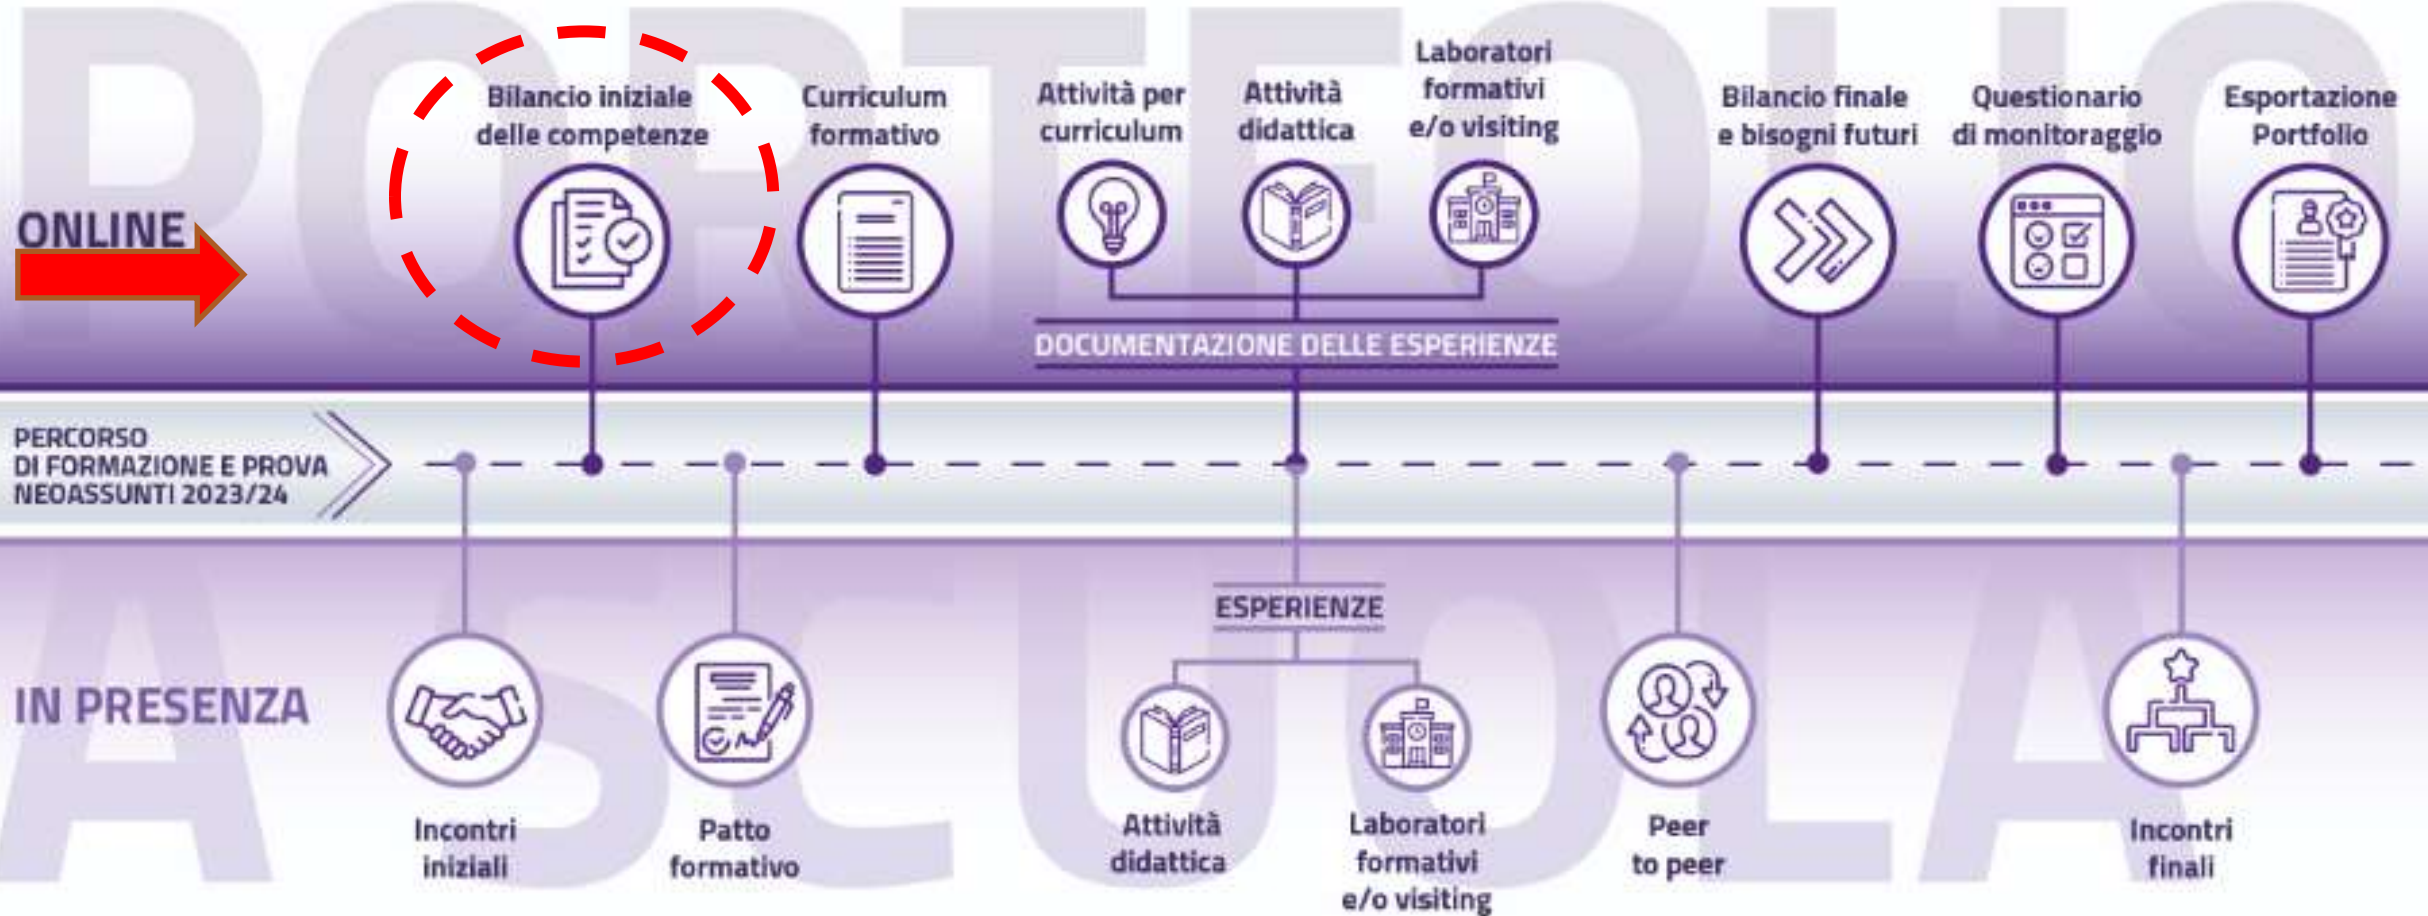 PORTFOLIO
Bilancio iniziale
delle competenze
Curriculum
formativo
Attività per
curriculum
Attività
didattica
Laboratori
formativi
e/o visiting
Bilancio finale
e bisogni futuri
Questionario
di monitoraggio
Esportazione
Portfolio
ONLINE
DOCUMENTAZIONE DELLE ESPERIENZE
PERCORSO
DI FORMAZIONE E PROVA
NEOASSUNTI 2023/24
A SCUOLA
ESPERIENZE
IN PRESENZA
Incontri
iniziali
Patto
formativo
Attività
didattica
Laboratori
formativi
e/o visiting
Peer
to peer
Incontri
finali